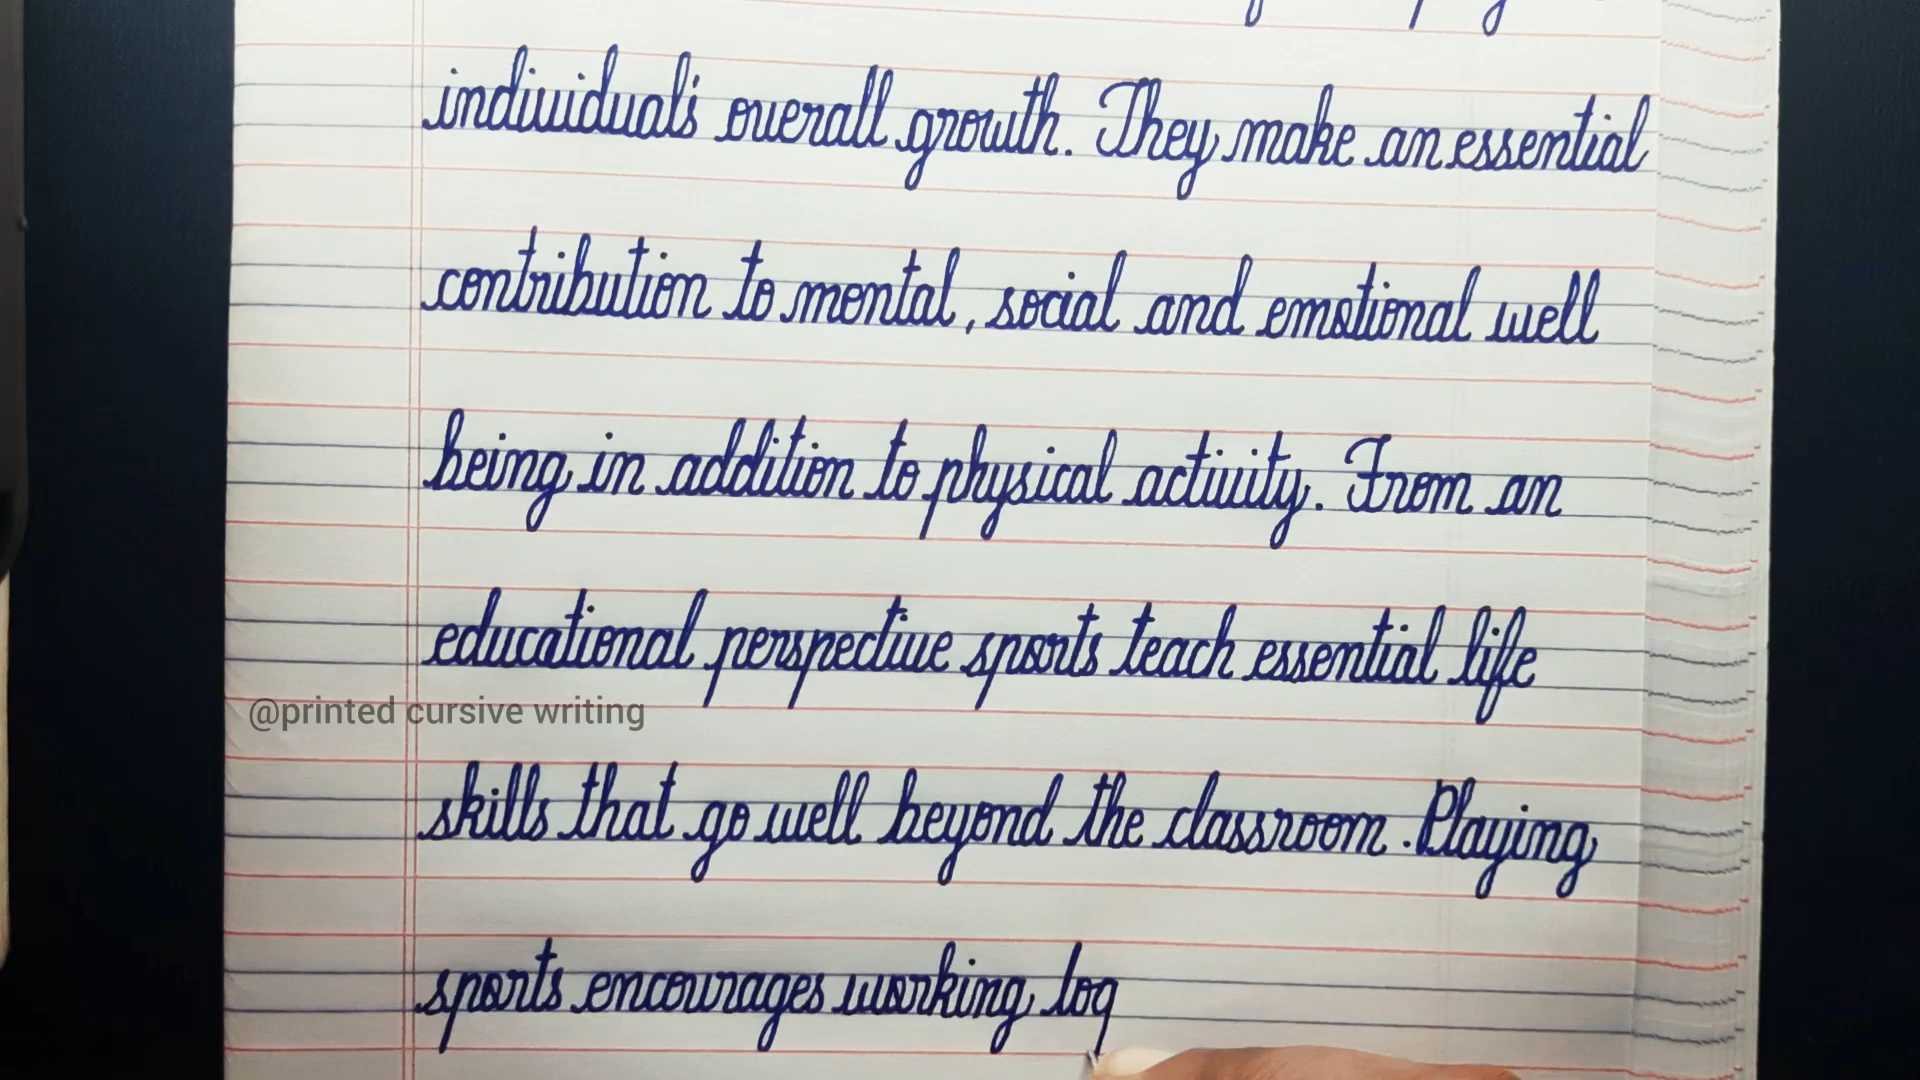 individual's overall growth. They make an essential
contribution to mental, social and emotional well
being in addition to physical activity. From an
educational perspective sports teach essential life
@printed cursive writing
skills that go well beyond the classroom. Playing
sports encourages working tog